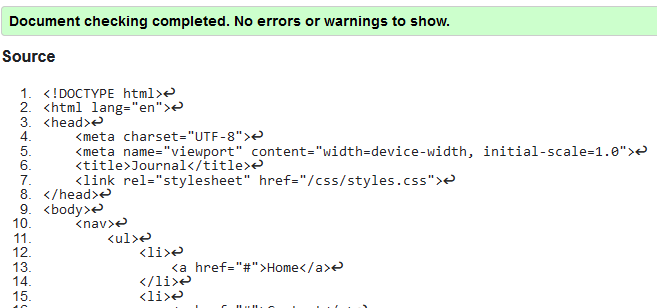 Document checking completed. No errors or warnings to show.
Source
1. <!DOCTYPE html>↩
2. <html lang="en">↩
3. <head>↩
4. <meta charset="UTF-8">↩
5. <meta name="viewport" content="width=device-width, initial-scale=1.0">↩
6. <title>Journal</title>↩
7. <link rel="stylesheet" href="/css/styles.css">↩
8. </head>↩
9. <body>↩
10. <nav>↩
11. <ul>↩
12. <li>↩
13. <a href="#">Home</a>↩
14. </li>↩
15. <li>↩